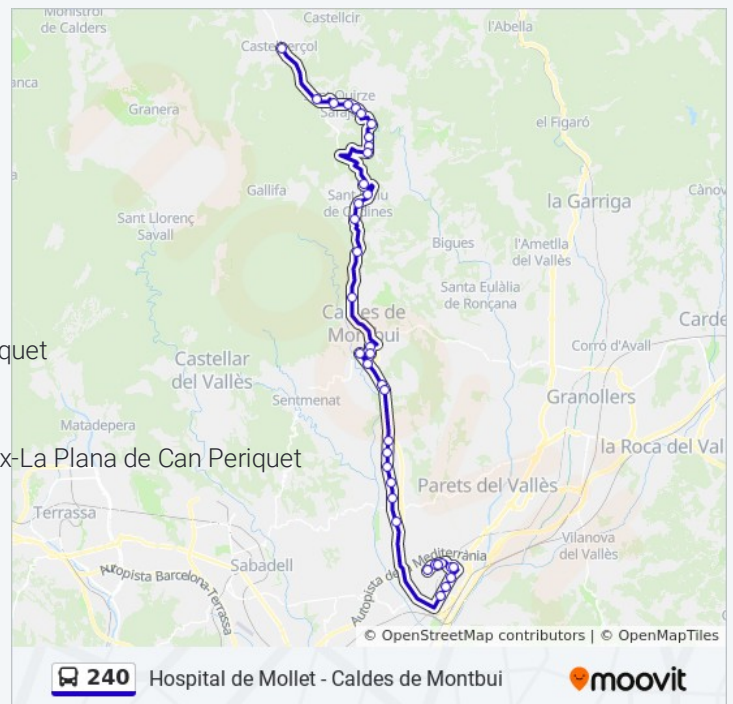 Monistrol
de Calders
Castellcir
l'Abella
Castellterçol
anca
Granera
Quirze
Safaja
el Figaró
a
Gallifa
Sant Feliu
de Codines
la Garriga
Cànov
Sant Llorenç
Savall
Bigues
l'Ametlla
del Vallès
Santa Eulàlia
de Ronçana
Caldes de
Montbui
Carde
Corró d'Avall
quet
Castellar
del Vallès
Sentmenat
Granollers
Matadepera
la Roca del Val
x-La Plana de Can Periquet
Parets del Vallès
Terrassa
Vilanova
del Vallès
Sabadell
Autopista de la Mediterrània
Autopista Barcelona-Terrassa
© OpenStreetMap contributors | © OpenMapTiles
240 Hospital de Mollet - Caldes de Montbui
moovit